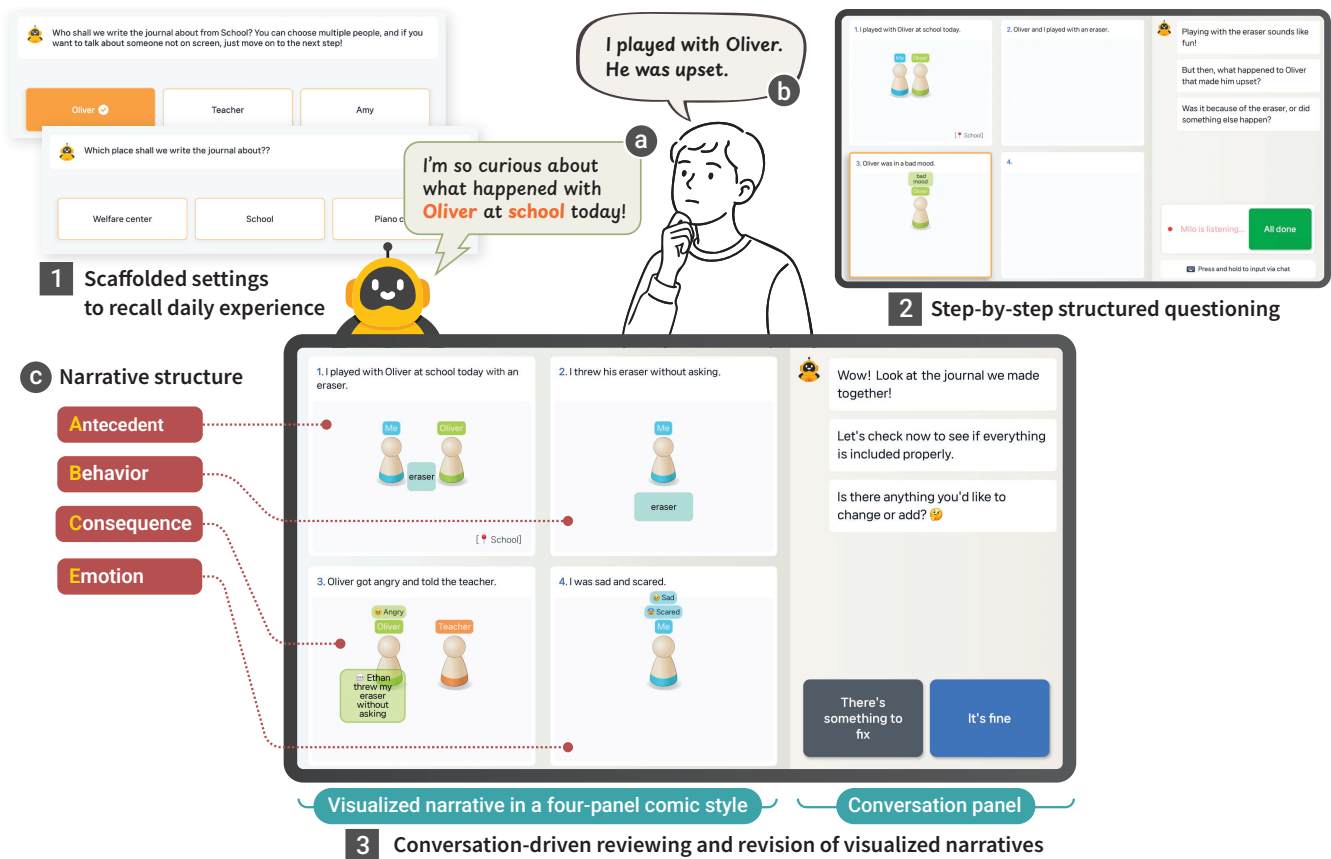 Who shall we write the journal about from School? You can choose multiple people, and if you
want to talk about someone not on screen, just move on to the next step!
Oliver
Teacher
Amy
Which place shall we write the journal about??
Welfare center
School
Piano c
1 Scaffolded settings
to recall daily experience
I'm so curious about
what happened with
Oliver at school today!
a
I played with Oliver.
He was upset.
b
1. I played with Oliver at school today.
Me
Oliver
[School]
2. Oliver and I played with an eraser.
3. Oliver was in a bad mood.
bad
mood
Oliver
4.
Playing with the eraser sounds like
fun!
But then, what happened to Oliver
that made him upset?
Was it because of the eraser, or did
something else happen?
Milo is listening...
All done
Press and hold to input via chat
2 Step-by-step structured questioning
c Narrative structure
Antecedent
Behavior
Consequence
Emotion
1. I played with Oliver at school today with an
eraser.
Me
Oliver
eraser
[School]
2. I threw his eraser without asking.
Me
eraser
3. Oliver got angry and told the teacher.
Angry
Oliver
Teacher
Ethan
threw my
eraser
without
asking
4. I was sad and scared.
Sad
Scared
Me
Wow! Look at the journal we made
together!
Let's check now to see if everything
is included properly.
Is there anything you'd like to
change or add?
There's
something to
fix
It's fine
Visualized narrative in a four-panel comic style
Conversation panel
3 Conversation-driven reviewing and revision of visualized narratives